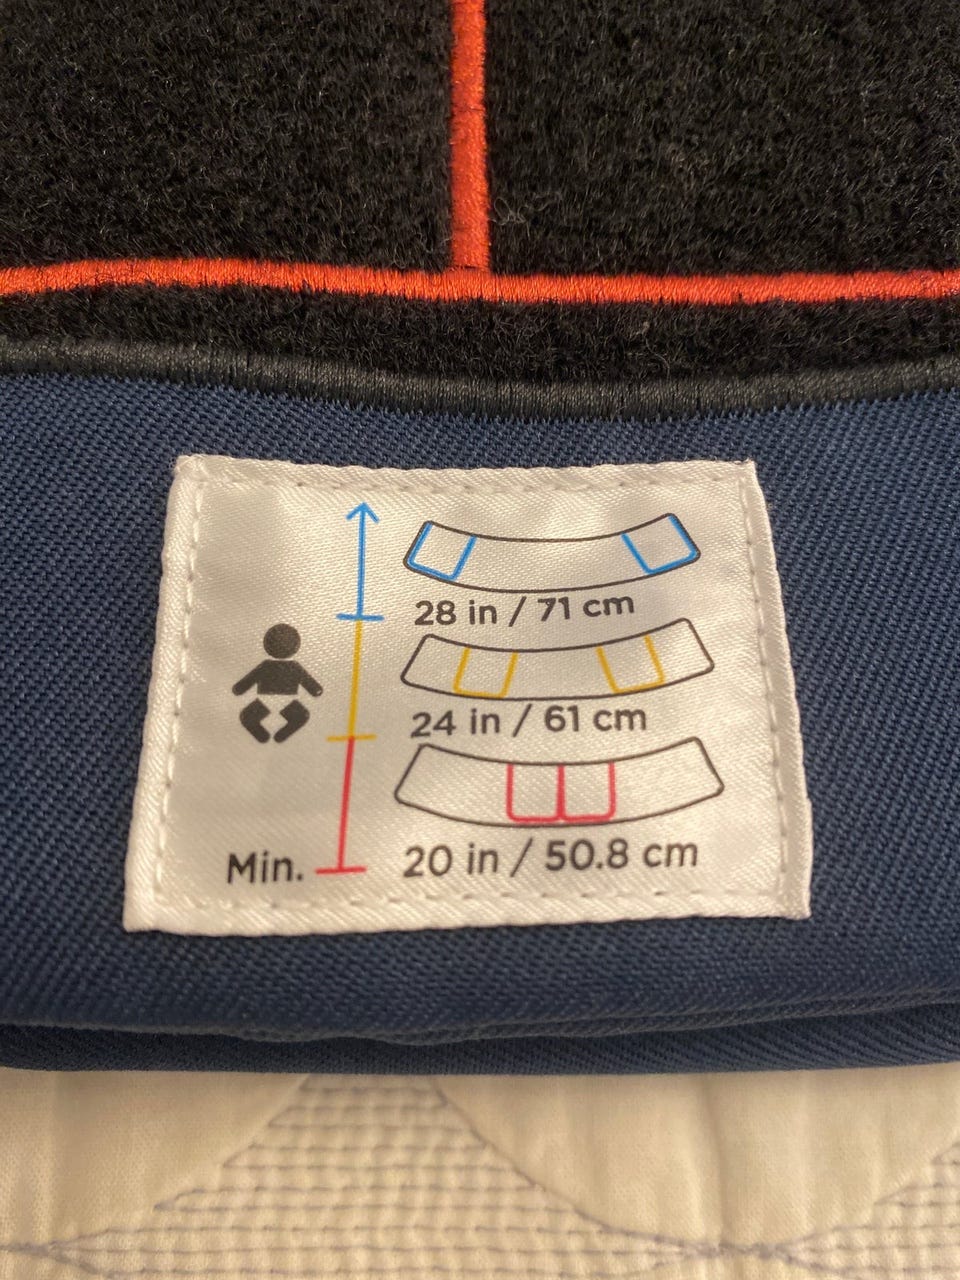 28 in / 71 cm
24 in / 61 cm
Min.
20 in / 50.8 cm